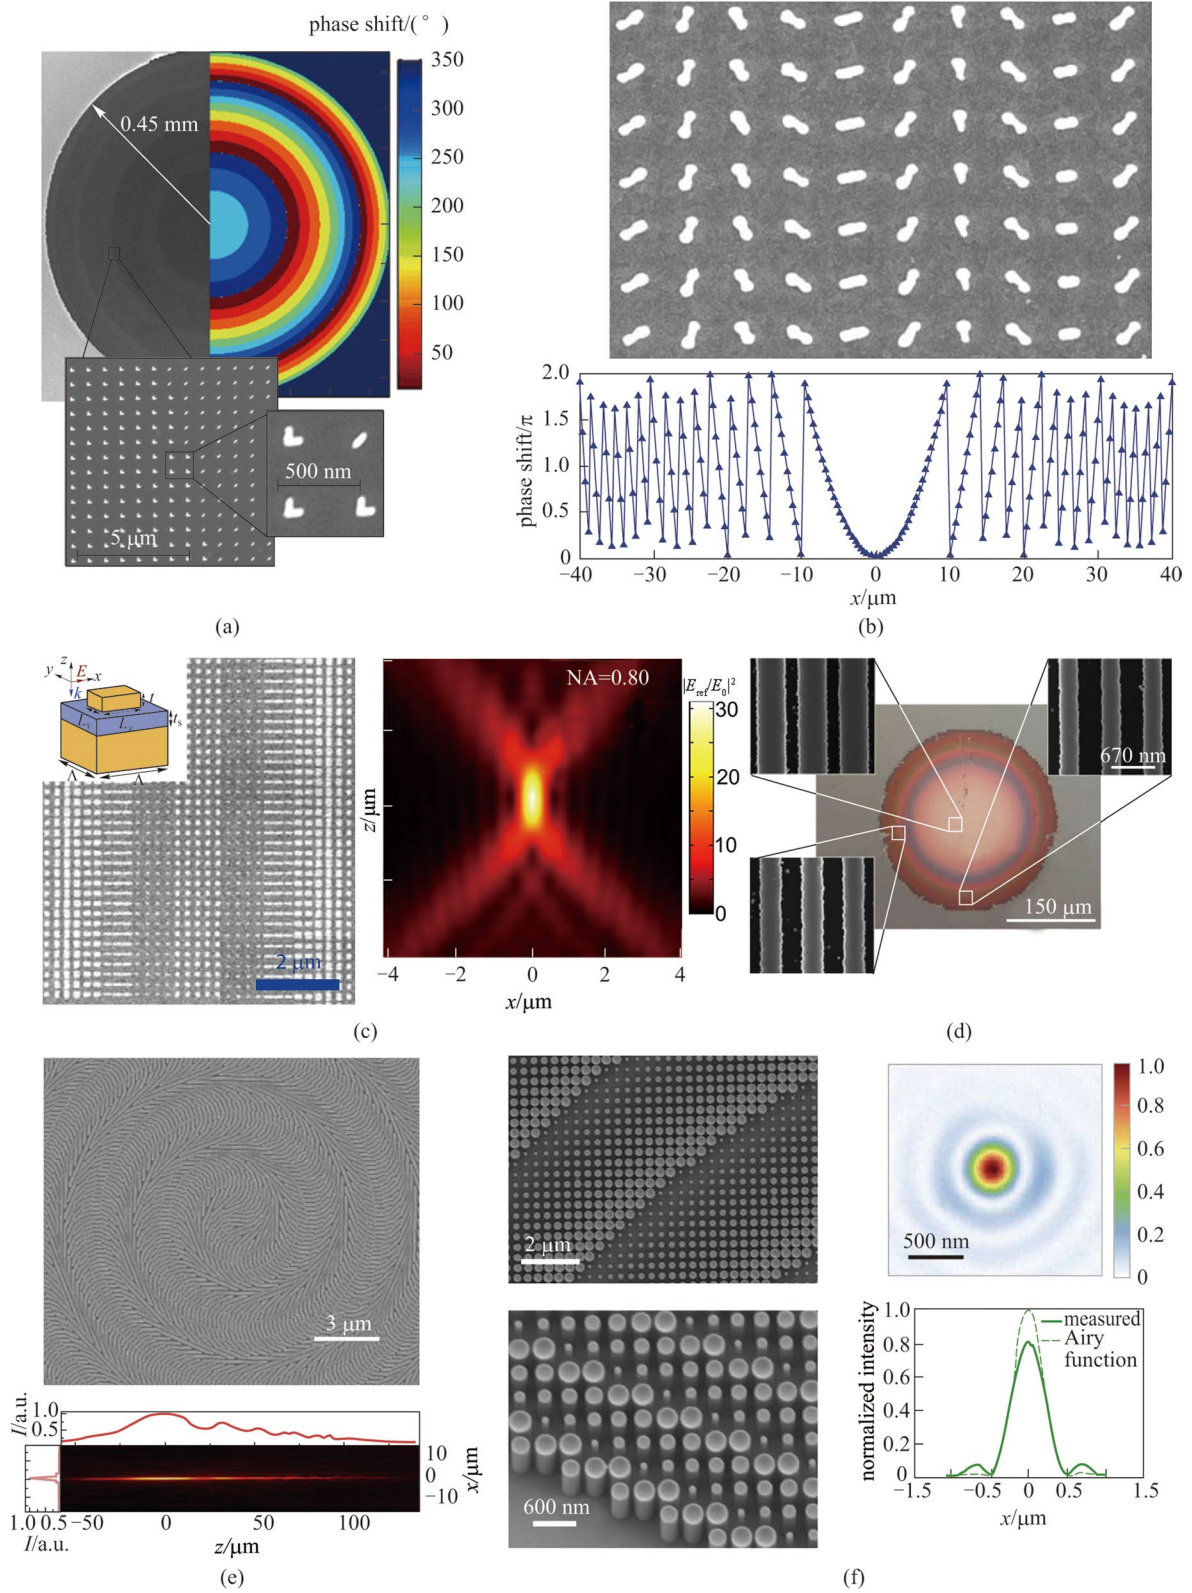 phase shift/(°)
350
300
250
200
150
100
50
0.45 mm
500 nm
5 μm
(a)
2.0
1.5
1.0
0.5
0
phase shift/π
−40
−30
−20
−10
0
10
22
30
40
x/μm
(b)
z
y
E
x
k
t
Ly
Lx
ts
Λ
Λ
2 μm
NA=0.80
|Eref/E0|²
30
20
10
0
z/μm
−4
−2
0
2
4
x/μm
(c)
670 nm
150 μm
(d)
3 μm
I/a.u.
1.0
0.5
10
0
−10
x/μm
1.0 0.5
−50
0
50
100
I/a.u.
z/μm
(e)
2 μm
600 nm
500 nm
1.0
0.8
0.6
0.4
0.2
0
normalized intensity
1.0
0.8
0.6
0.4
0.2
0
measured
Airy
function
−1.5
−0.5
0
0.5
1.5
x/μm
(f)